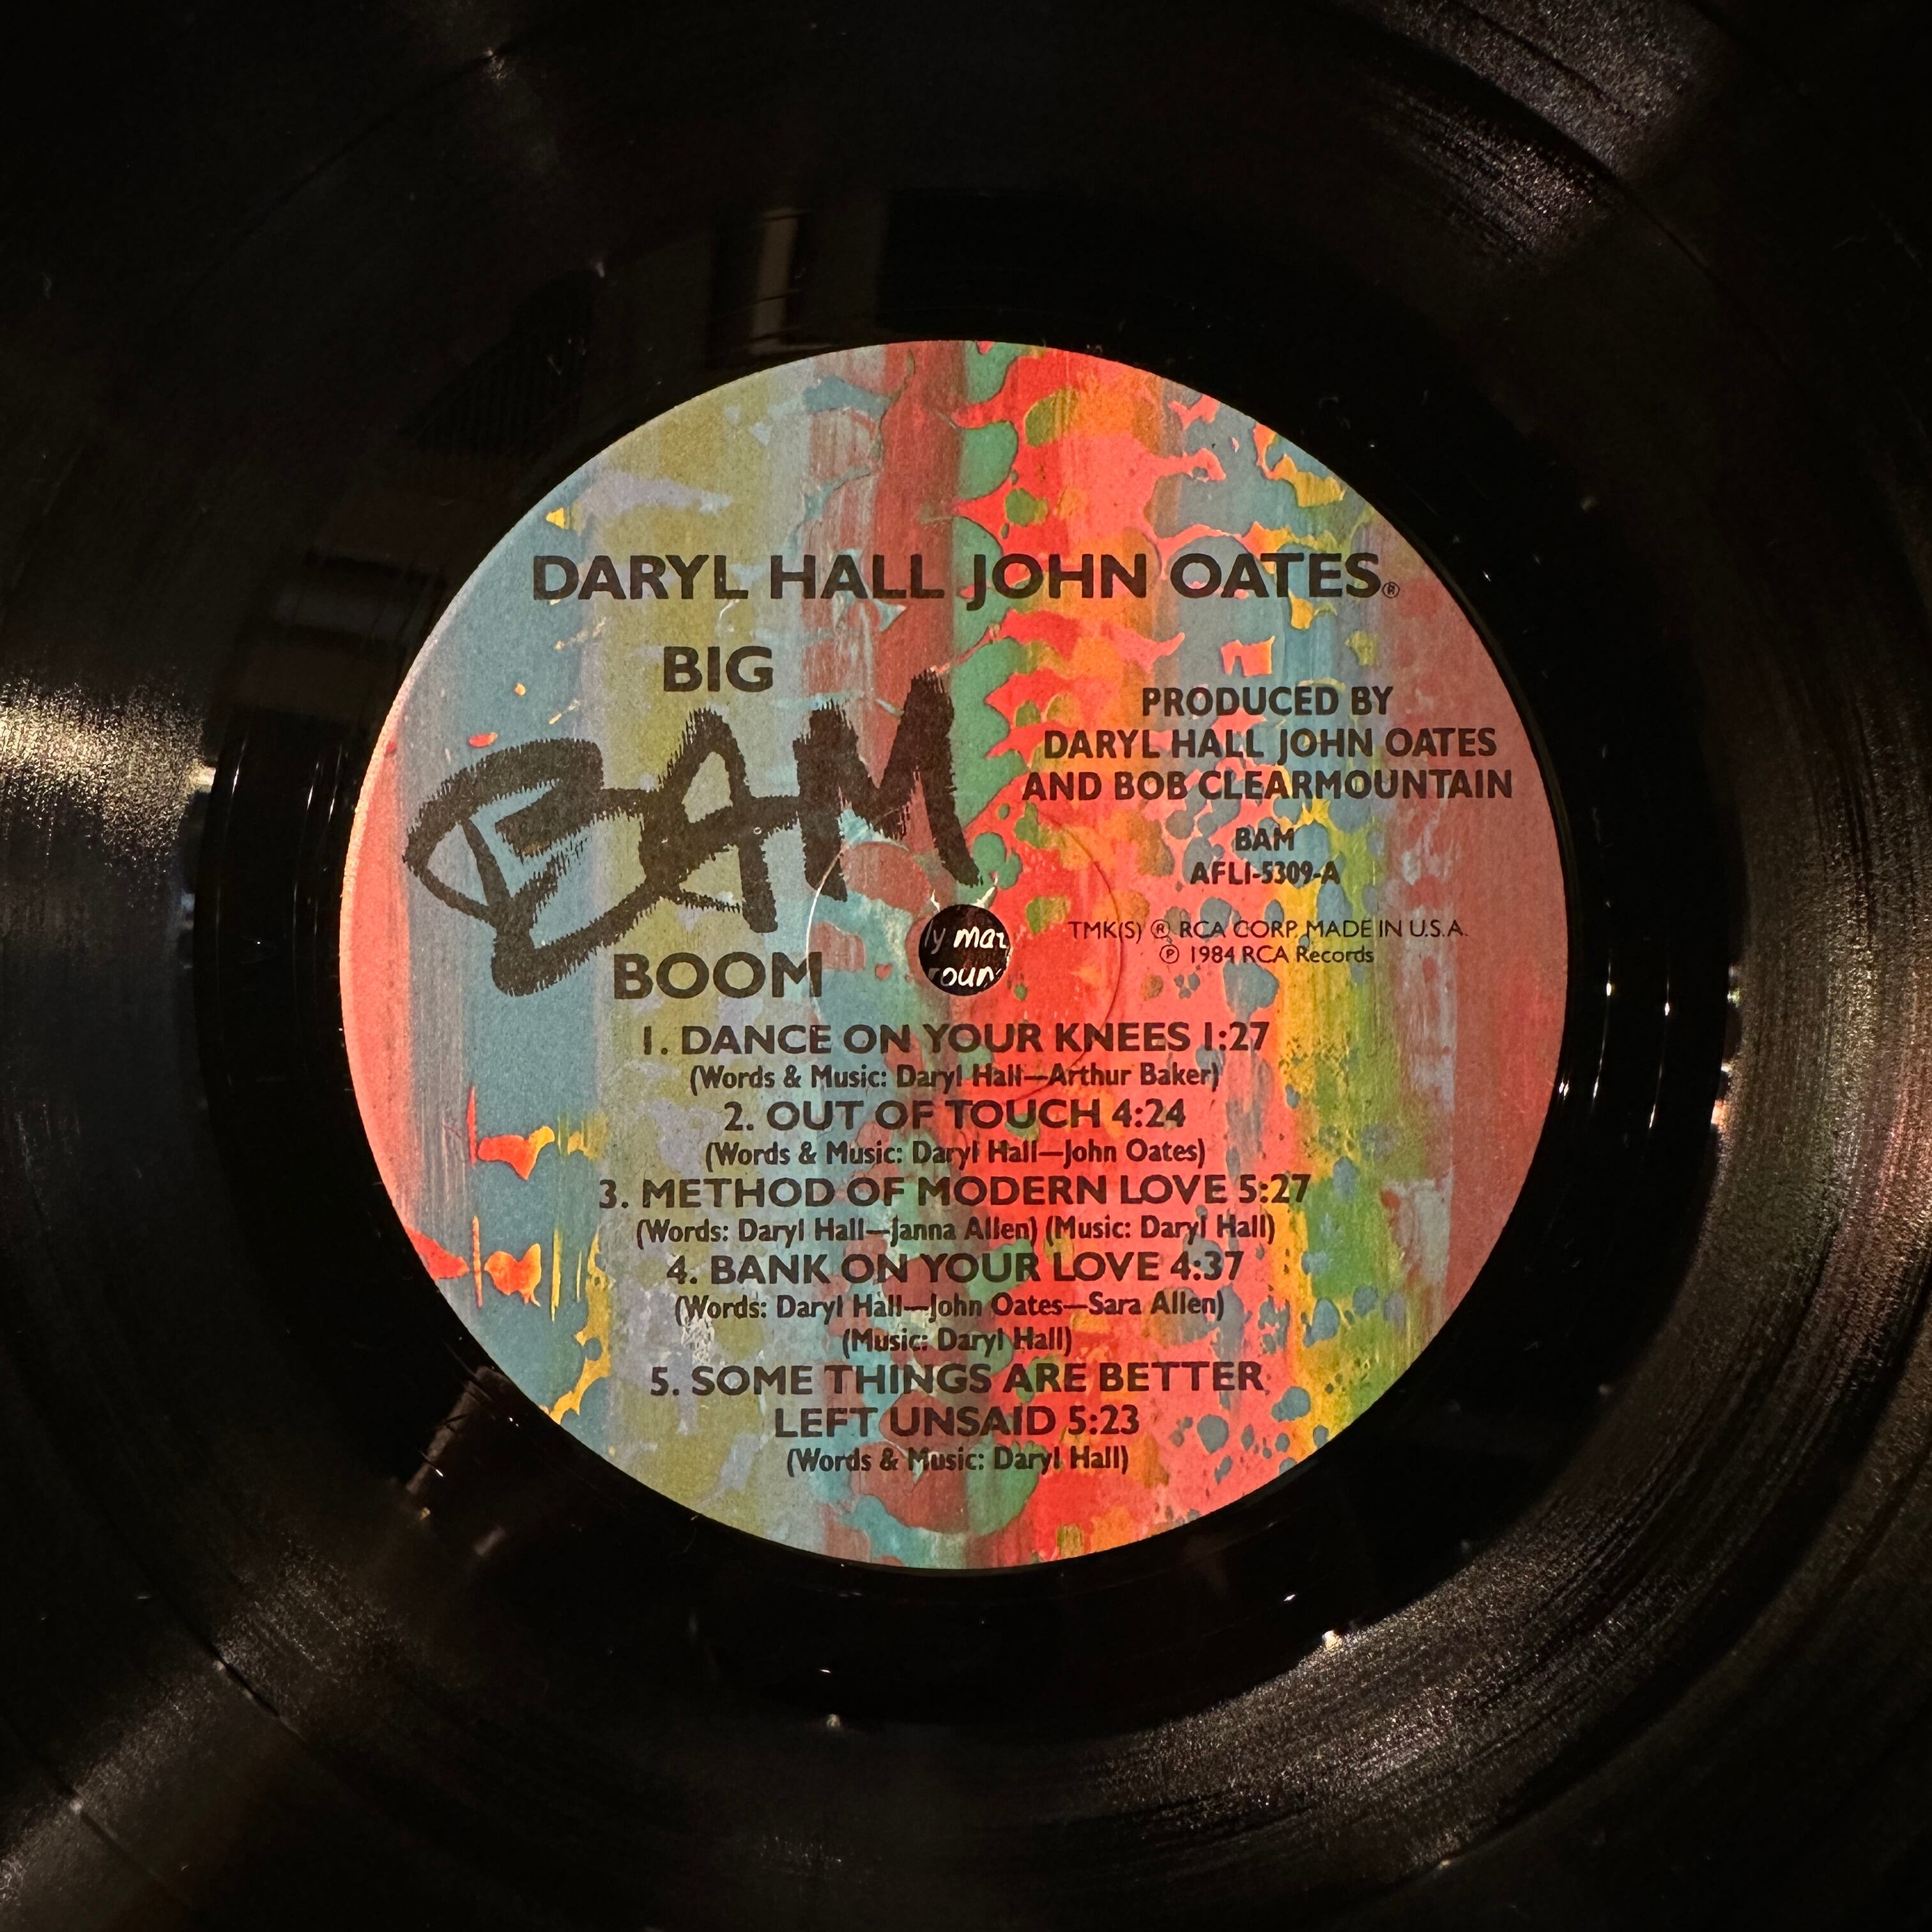 DARYL HALL JOHN OATES®
BIG
BAM
BOOM
PRODUCED BY
DARYL HALL JOHN OATES
AND BOB CLEARMOUNTAIN
BAM
AFL1-5309-A
TMK(S) ® RCA CORP. MADE IN U.S.A.
℗ 1984 RCA Records
1. DANCE ON YOUR KNEES 1:27
(Words & Music: Daryl Hall—Arthur Baker)
2. OUT OF TOUCH 4:24
(Words & Music: Daryl Hall—John Oates)
3. METHOD OF MODERN LOVE 5:27
(Words: Daryl Hall—Janna Allen) (Music: Daryl Hall)
4. BANK ON YOUR LOVE 4:37
(Words: Daryl Hall—John Oates—Sara Allen)
(Music: Daryl Hall)
5. SOME THINGS ARE BETTER
LEFT UNSAID 5:23
(Words & Music: Daryl Hall)